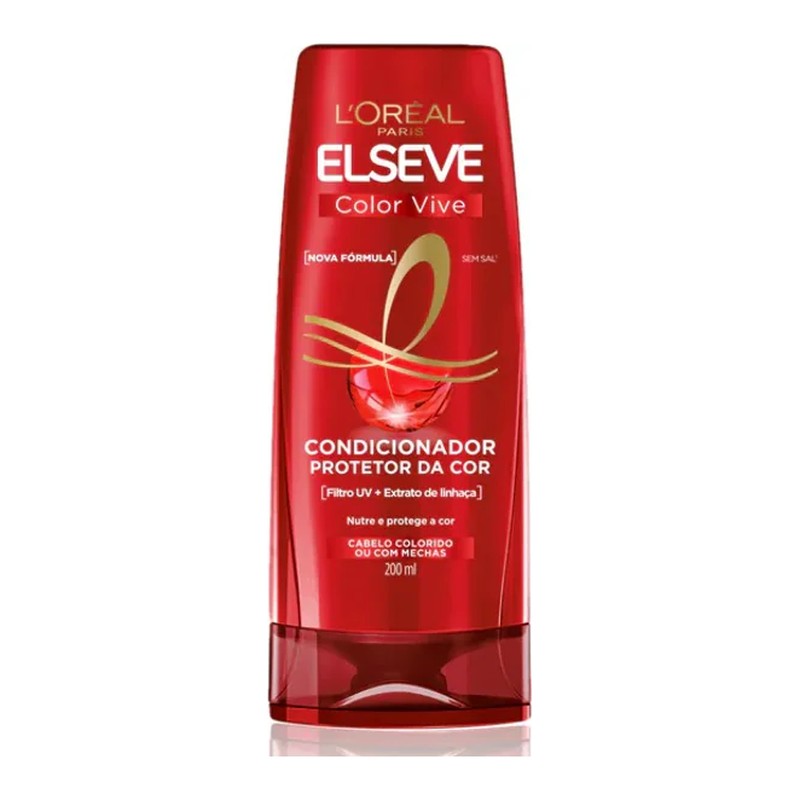 L'ORÉAL
PARIS
ELSEVE
Color Vive
[NOVA FÓRMULA]
SEM SAL*
CONDICIONADOR
PROTETOR DA COR
[Filtro UV + Extrato de linhaça]
Nutre e protege a cor
CABELO COLORIDO
OU COM MECHAS
200 ml